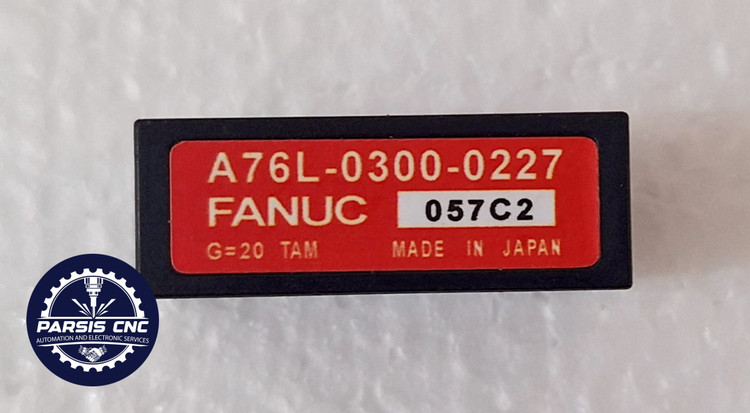 A76L-0300-0227
FANUC 057C2
G=20 TAM MADE IN JAPAN
PARSIS CNC
AUTOMATION AND ELECTRONIC SERVICES